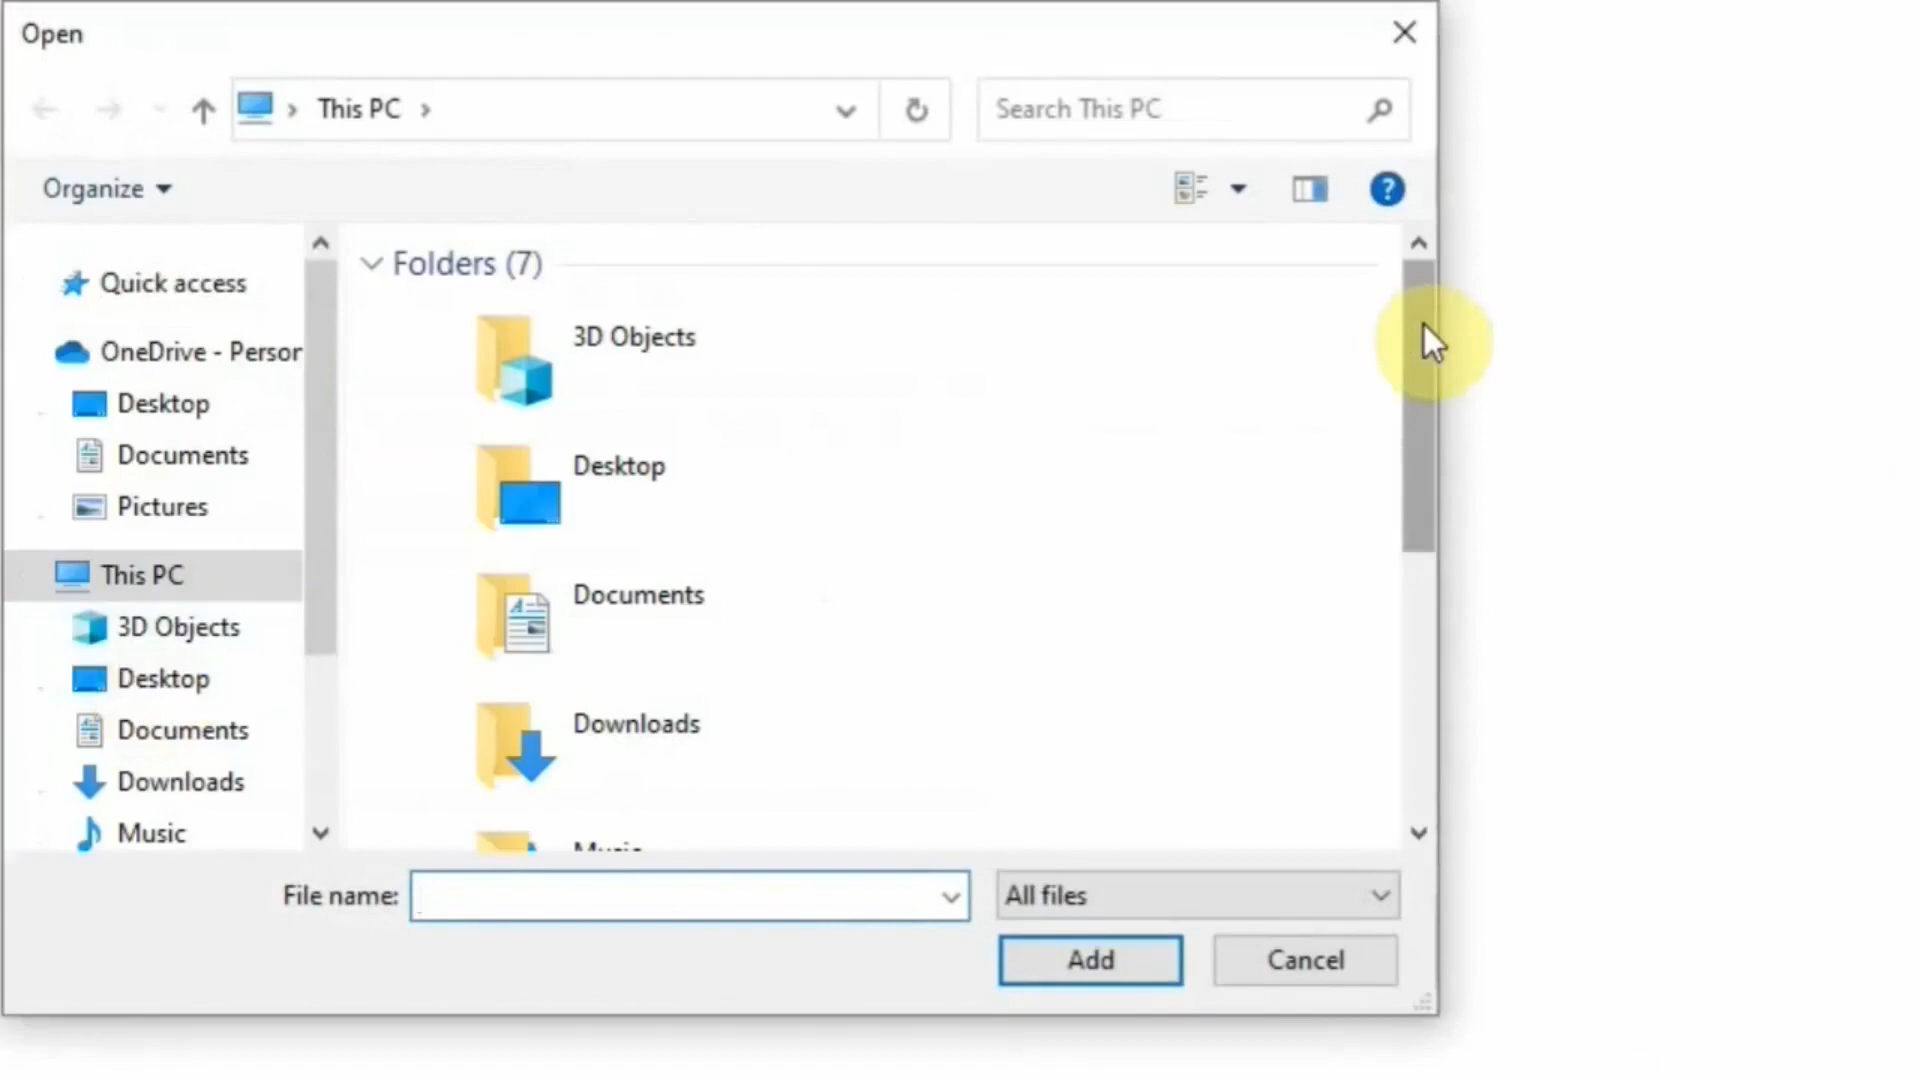 Open
This PC
Search This PC
Organize
?
Quick access
OneDrive - Person
Desktop
Documents
Pictures
This PC
3D Objects
Desktop
Documents
Downloads
Music
Folders (7)
3D Objects
Desktop
Documents
Downloads
Music
File name:
All files
Add
Cancel